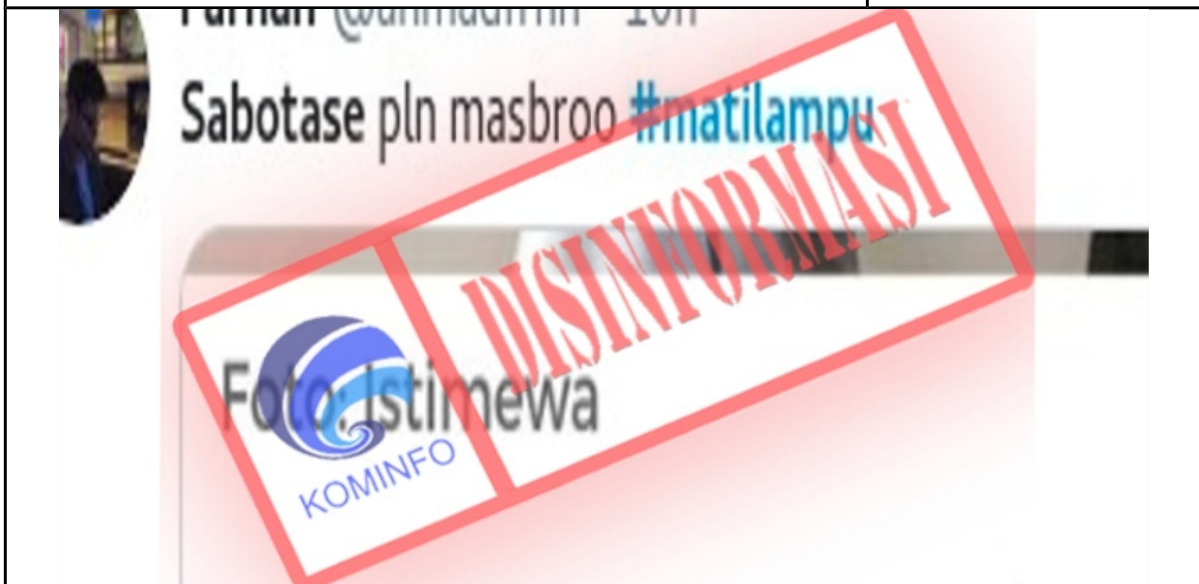 Sabotase pln masbroo #matilampu
DISINFORMASI
Foto: Istimewa
KOMINFO